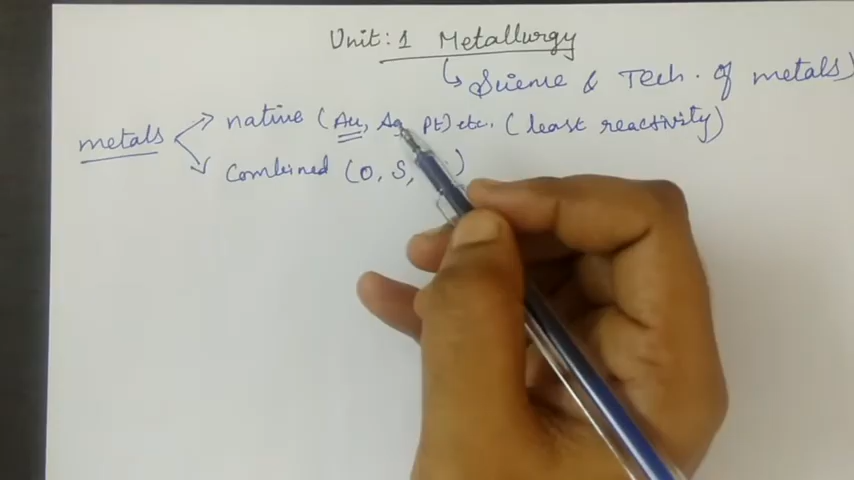 Unit: 1 Metallurgy
↳ Science & Tech. of metals)
metals → native (Au, Ag, Pt) etc. (least reactivity)
→ Combined (O, S, )